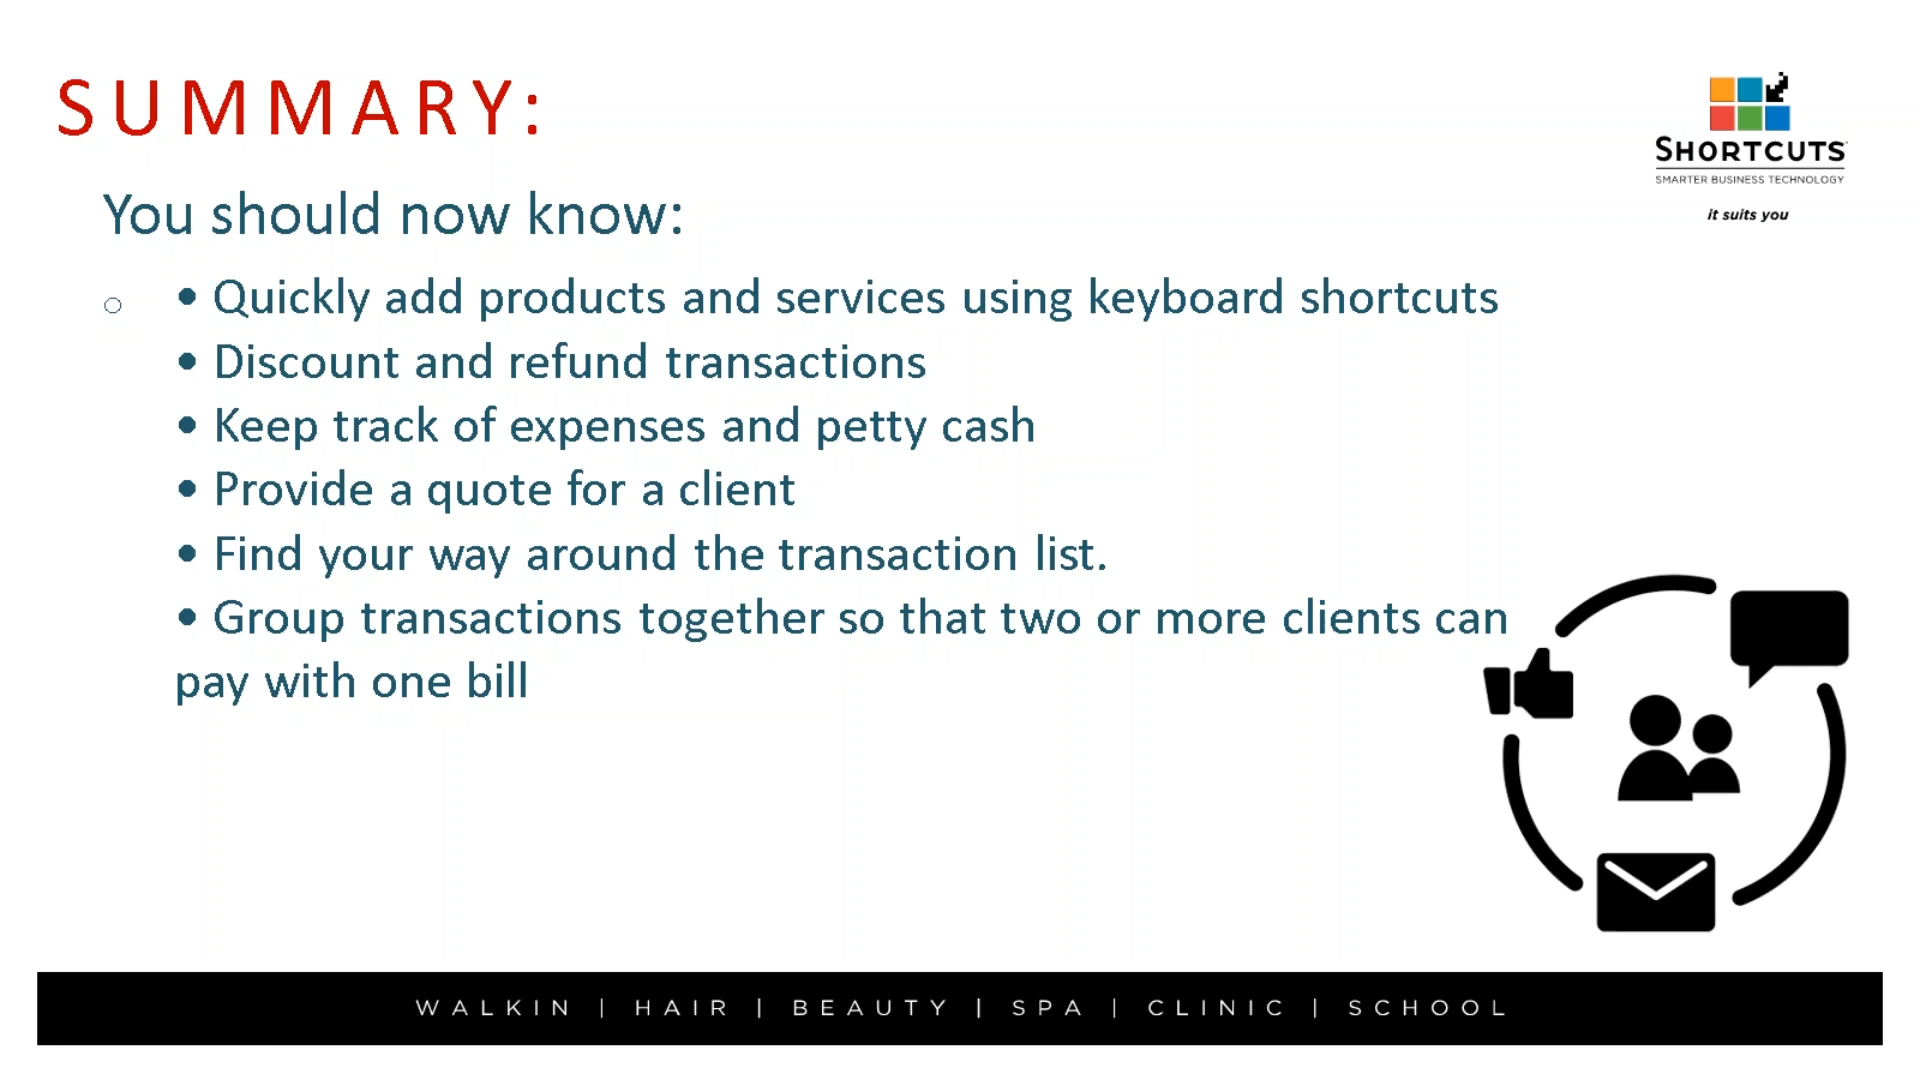 SUMMARY:
SHORTCUTS
SMARTER BUSINESS TECHNOLOGY
it suits you
You should now know:
○ • Quickly add products and services using keyboard shortcuts
• Discount and refund transactions
• Keep track of expenses and petty cash
• Provide a quote for a client
• Find your way around the transaction list.
• Group transactions together so that two or more clients can
pay with one bill
WALKIN | HAIR | BEAUTY | SPA | CLINIC | SCHOOL